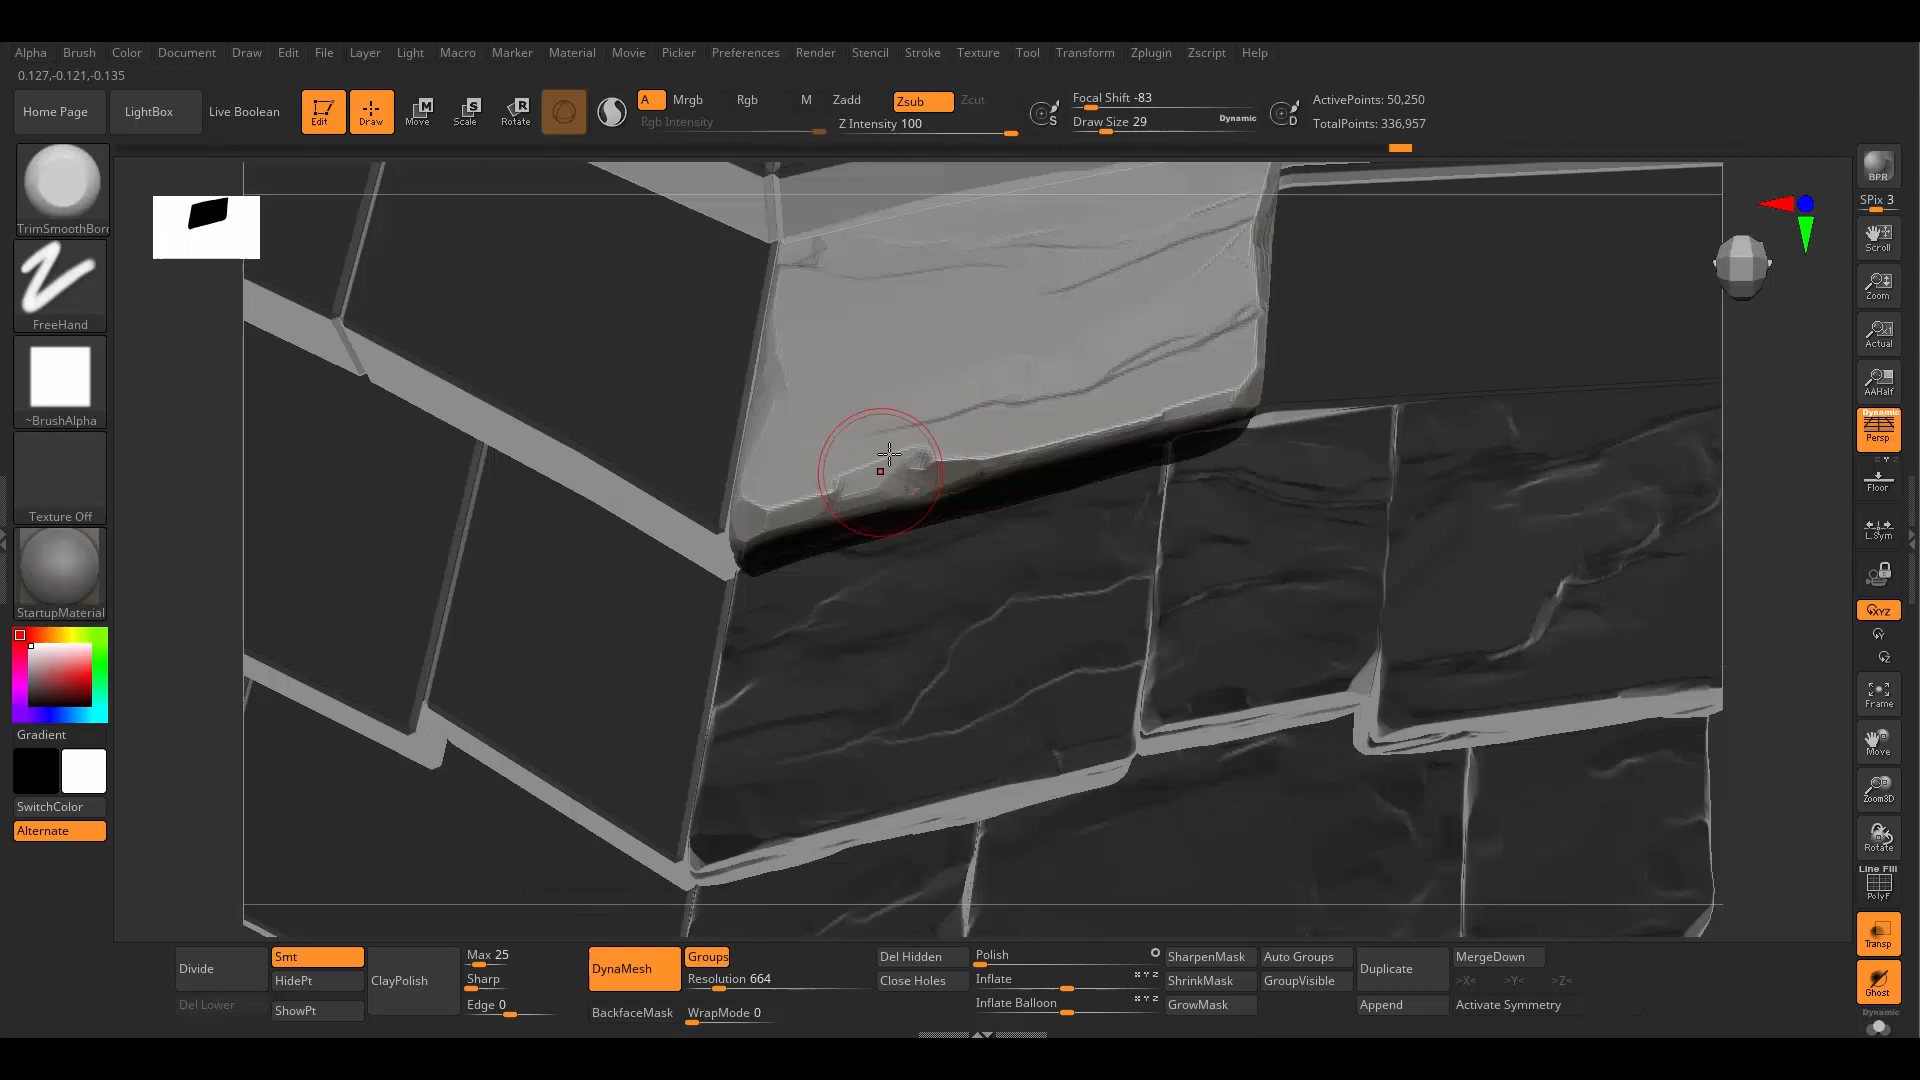 Alpha Brush Color Document Draw Edit File Layer Light Macro Marker Material Movie Picker Preferences Render Stencil Stroke Texture Tool Transform Zplugin Zscript Help
0.127,-0.121,-0.135
Home Page LightBox Live Boolean Edit Draw Move Scale Rotate A Mrgb Rgb M Zadd Zsub Zcut Focal Shift -83 ActivePoints: 50,250
Rgb Intensity Z Intensity 100 Draw Size 29 Dynamic TotalPoints: 336,957
M S R S D
TrimSmoothBord
FreeHand
~BrushAlpha
Texture Off
StartupMaterial
Gradient
SwitchColor
Alternate
BPR
SPix 3
Scroll
Zoom
Actual
AAHalf
Dynamic
Persp
Floor
L.Sym
XYZ
Y
Z
Frame
Move
Zoom3D
Rotate
Line Fill
PolyF
Transp
Ghost
Dynamic
Divide Smt ClayPolish Max 25 DynaMesh Groups Del Hidden Polish SharpenMask Auto Groups Duplicate MergeDown
HidePt Sharp Resolution 664 Close Holes Inflate ShrinkMask GroupVisible >X< >Y< >Z<
Del Lower ShowPt Edge 0 BackfaceMask WrapMode 0 Inflate Balloon GrowMask Append Activate Symmetry